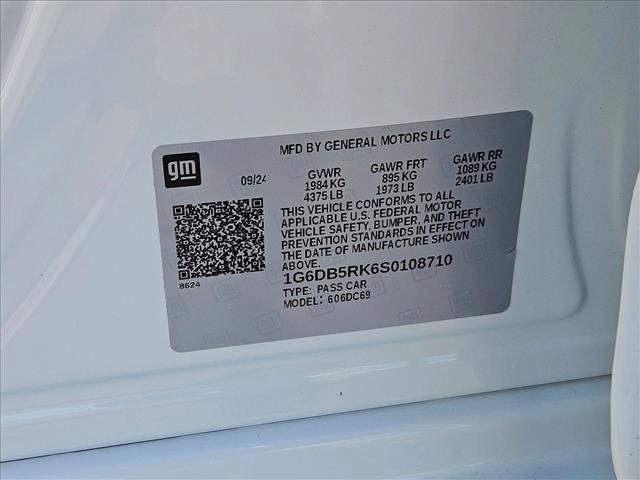 MFD BY GENERAL MOTORS LLC
gm
09/24 GVWR GAWR FRT GAWR RR
1984 KG 895 KG 1089 KG
4375 LB 1973 LB 2401 LB
THIS VEHICLE CONFORMS TO ALL
APPLICABLE U.S. FEDERAL MOTOR
VEHICLE SAFETY, BUMPER, AND THEFT
PREVENTION STANDARDS IN EFFECT ON
THE DATE OF MANUFACTURE SHOWN
ABOVE.
8624
1G6DB5RK6S0108710
TYPE: PASS CAR
MODEL: 606DC69